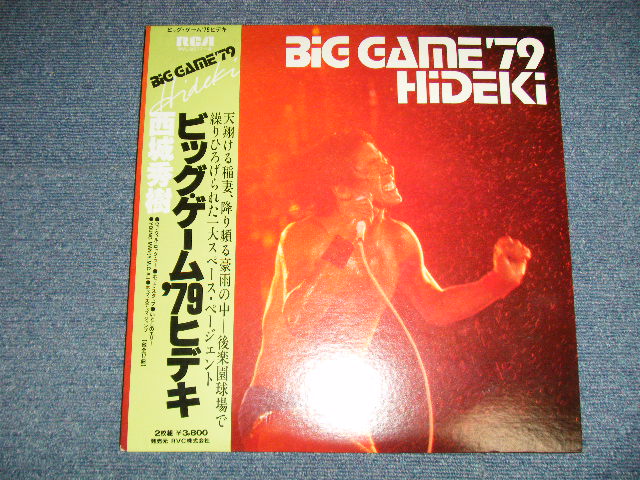 ビッグ・ゲーム'79ヒデキ
RCA
BiG GAME'79
Hideki
西城秀樹
ビッグ・ゲーム'79ヒデキ
天翔ける稲妻、降り頻る豪雨の中―後楽園球場で
繰りひろげられた一大スペース・ページェント
2枚組 ¥3,800
発売元 RVC株式会社
BiG GAME'79
HiDEKi